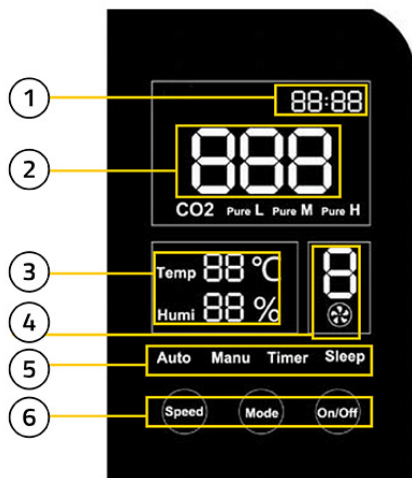 1
88:88
2
888
CO2 Pure L Pure M Pure H
3
Temp 88 °C
8
Humi 88 %
4
5
Auto Manu Timer Sleep
6
Speed Mode On/Off